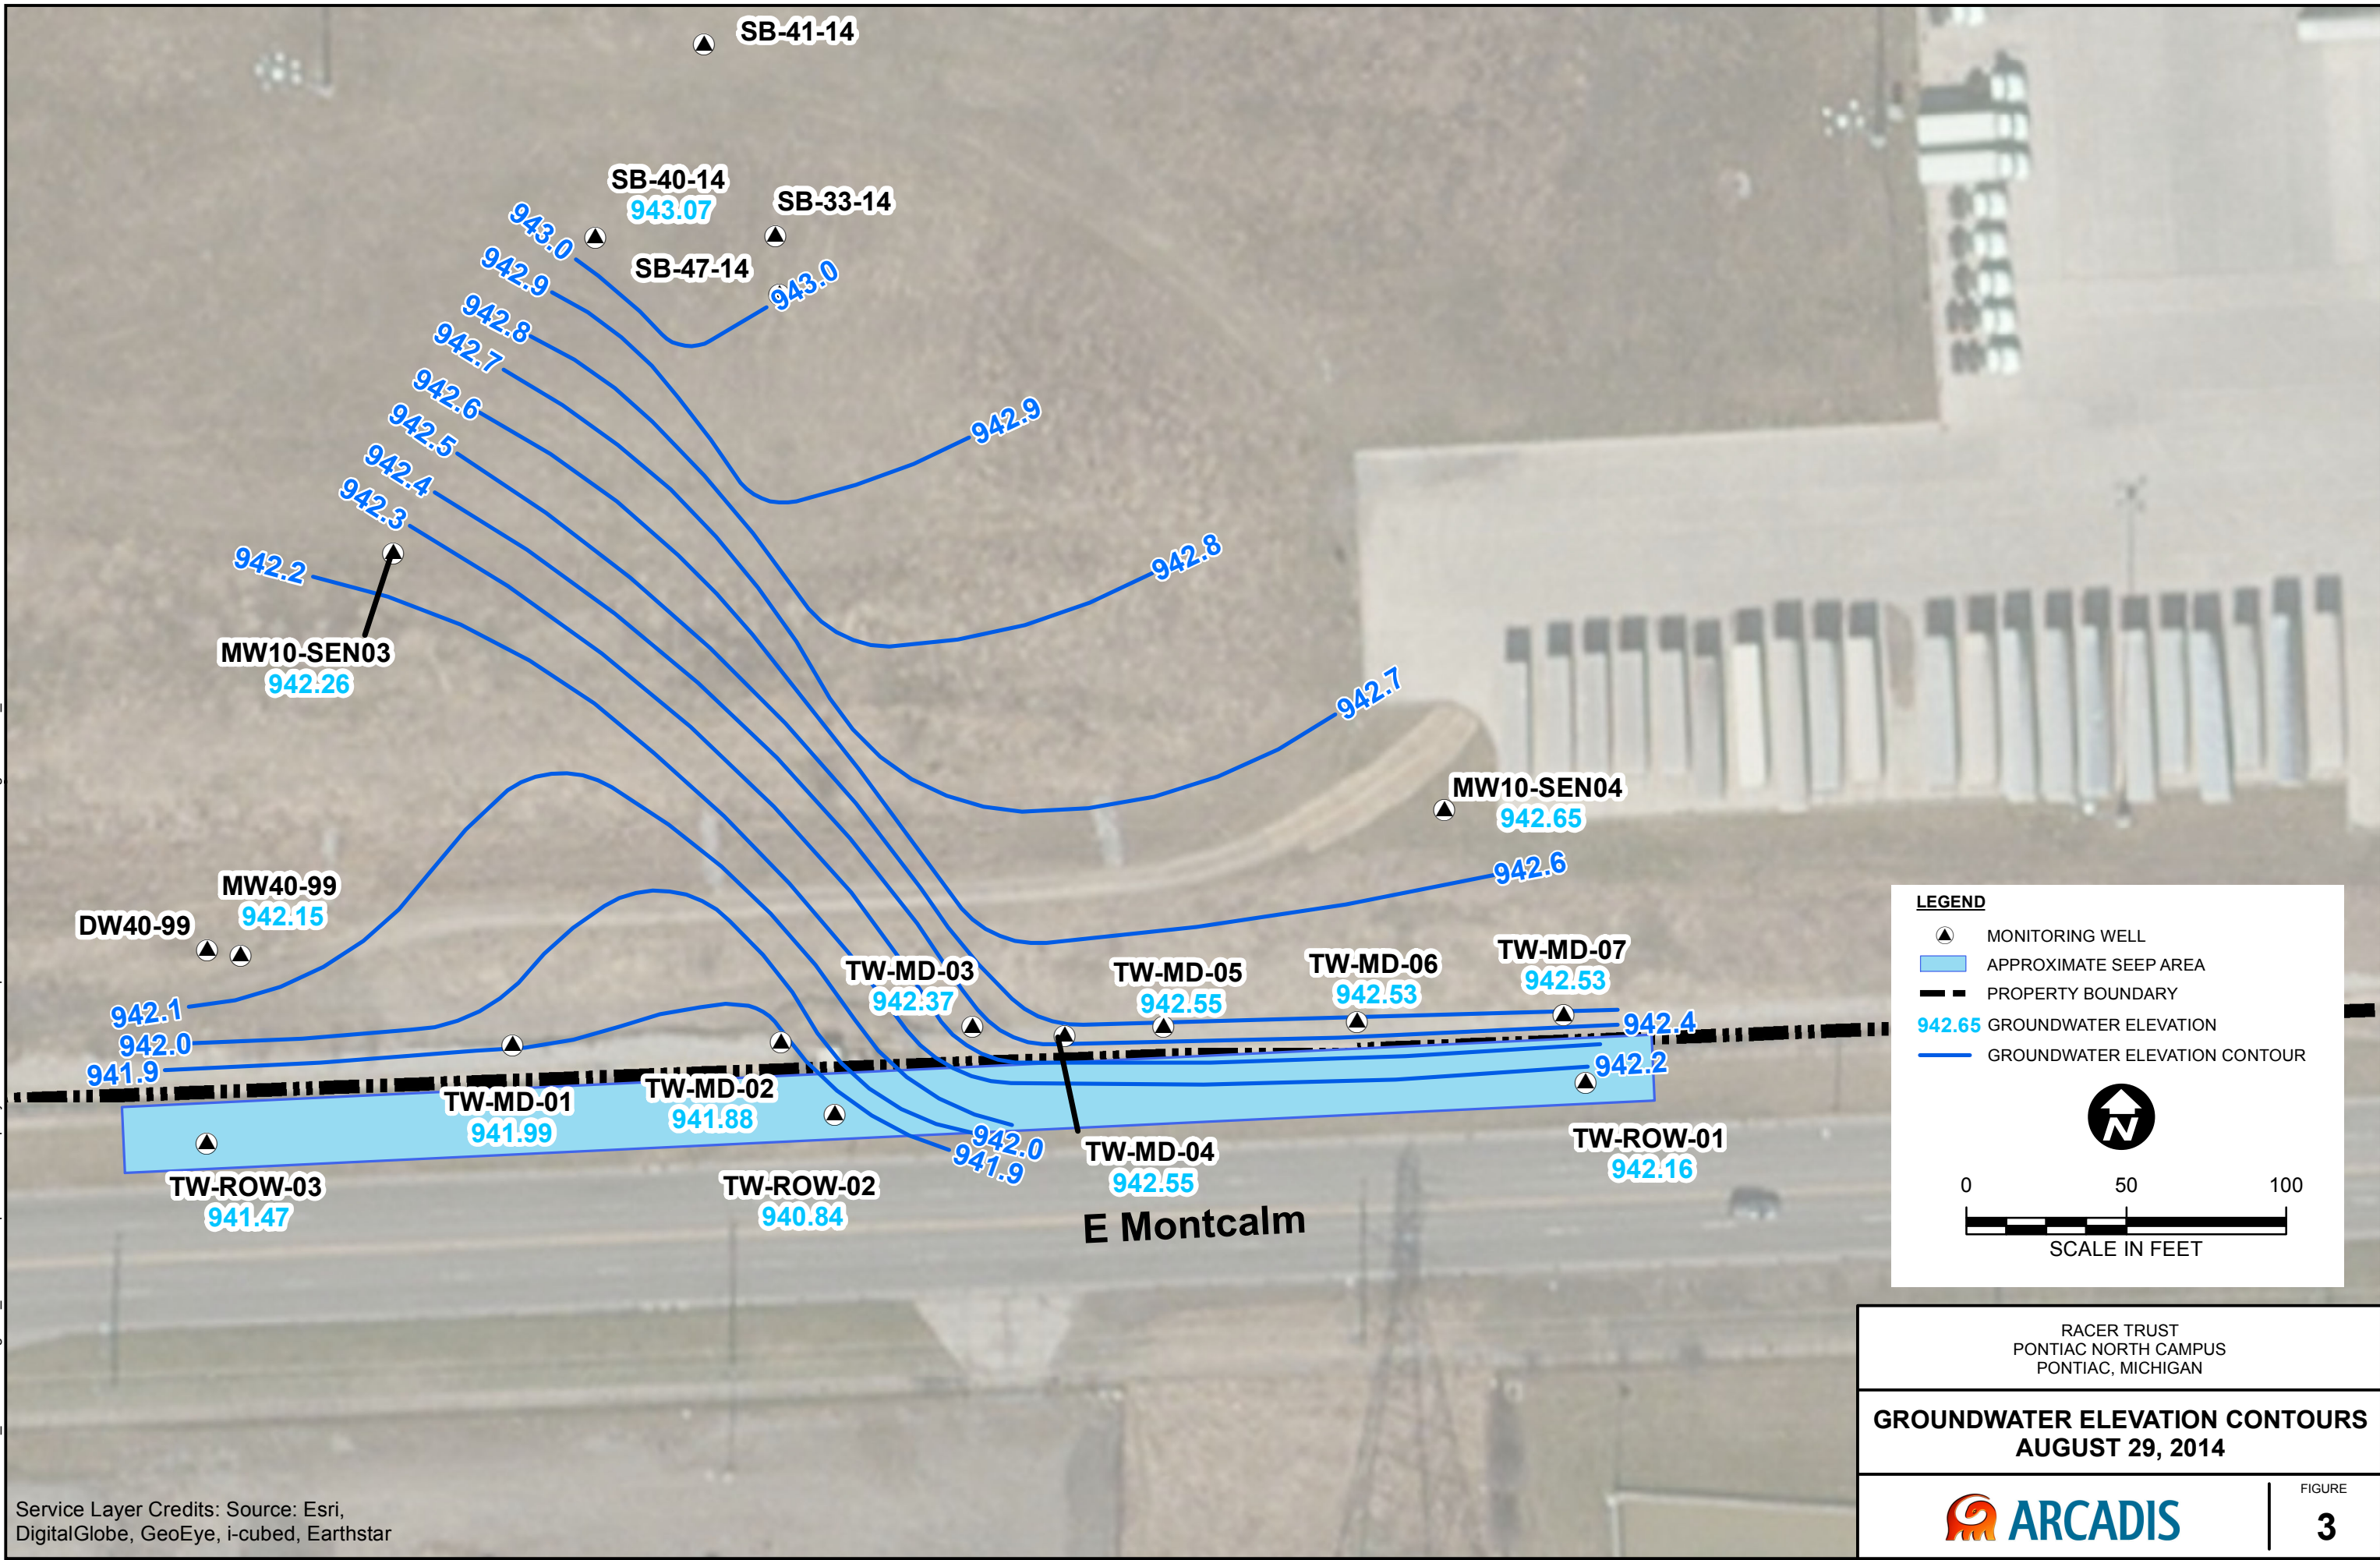 SB-41-14
SB-40-14
943.07
SB-33-14
SB-47-14
943.0
943.0
942.9
942.8
942.7
942.6
942.5
942.4
942.3
942.2
942.9
942.8
942.7
942.6
MW10-SEN03
942.26
MW10-SEN04
942.65
MW40-99
942.15
DW40-99
942.1
942.0
941.9
TW-MD-03
942.37
TW-MD-05
942.55
TW-MD-06
942.53
TW-MD-07
942.53
942.4
942.2
TW-MD-01
941.99
TW-MD-02
941.88
942.0
941.9
TW-MD-04
942.55
TW-ROW-01
942.16
TW-ROW-03
941.47
TW-ROW-02
940.84
E Montcalm
LEGEND
MONITORING WELL
APPROXIMATE SEEP AREA
PROPERTY BOUNDARY
942.65 GROUNDWATER ELEVATION
GROUNDWATER ELEVATION CONTOUR
N
0 50 100
SCALE IN FEET
RACER TRUST
PONTIAC NORTH CAMPUS
PONTIAC, MICHIGAN
GROUNDWATER ELEVATION CONTOURS
AUGUST 29, 2014
ARCADIS
FIGURE
3
Service Layer Credits: Source: Esri,
DigitalGlobe, GeoEye, i-cubed, Earthstar